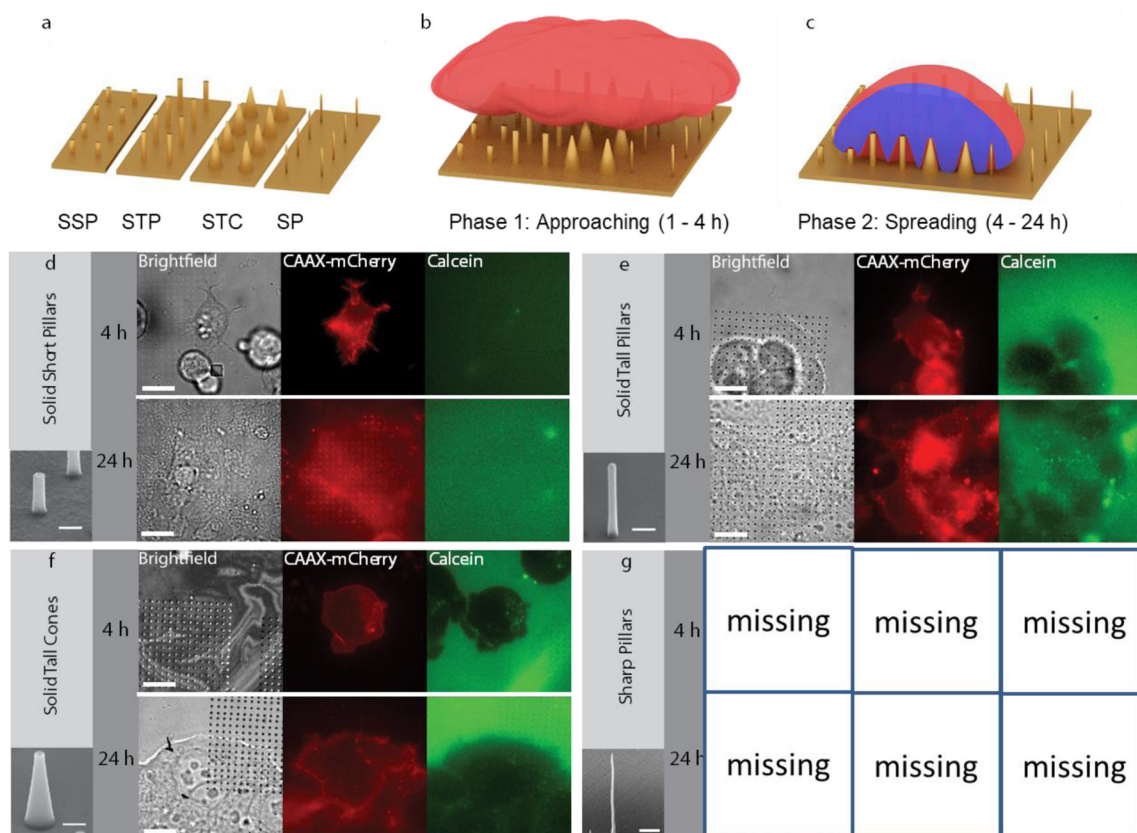 a
b
c
SSP STP STC SP
Phase 1: Approaching (1 - 4 h)
Phase 2: Spreading (4 - 24 h)
d
Solid Short Pillars
Brightfield CAAX-mCherry Calcein
4 h
24 h
e
Solid Tall Pillars
Brightfield CAAX-mCherry Calcein
4 h
24 h
f
Solid Tall Cones
Brightfield CAAX-mCherry Calcein
4 h
24 h
g
Sharp Pillars
4 h
missing missing missing
24 h
missing missing missing